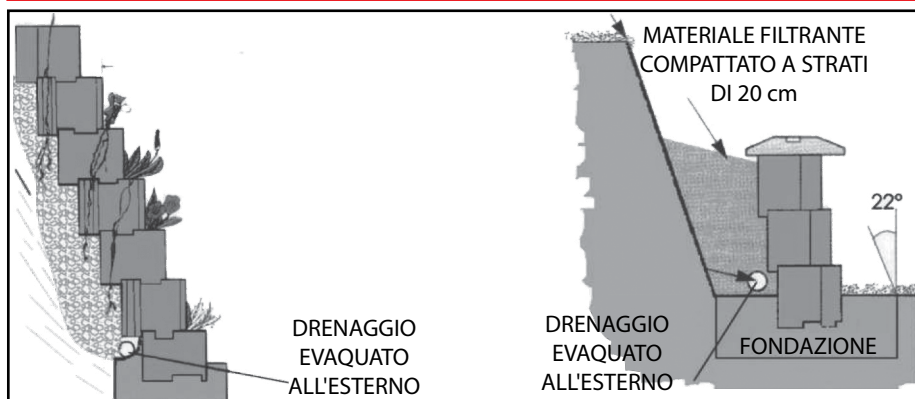 MATERIALE FILTRANTE
COMPATTATO A STRATI
DI 20 cm
22°
DRENAGGIO
EVAQUATO
ALL'ESTERNO
DRENAGGIO
EVAQUATO
ALL'ESTERNO
FONDAZIONE